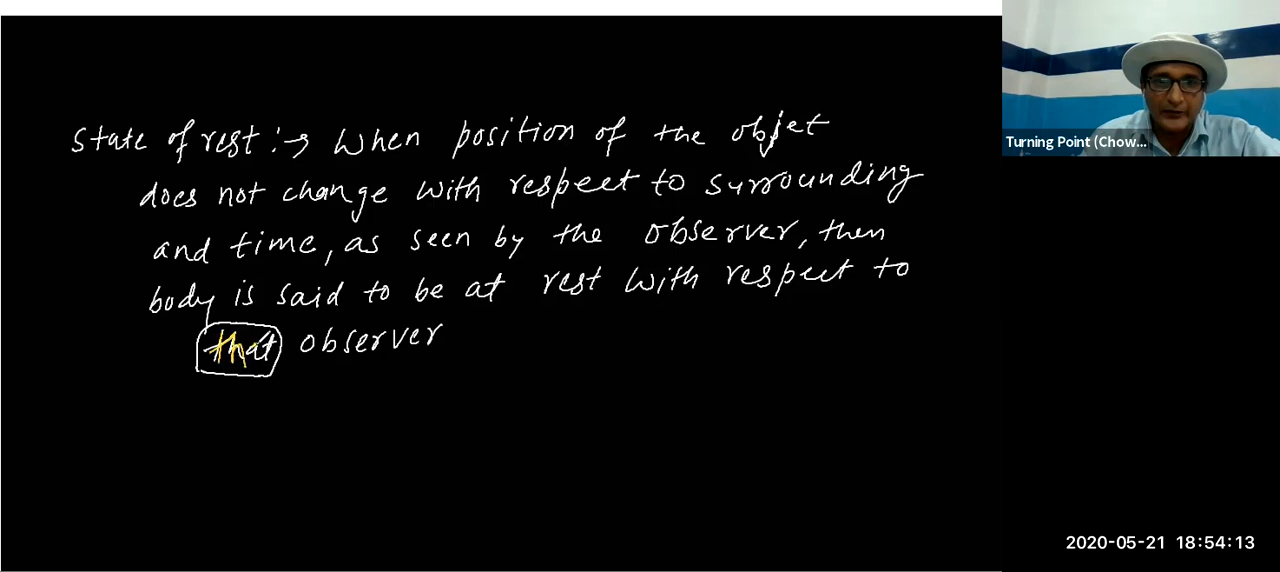 State of rest :→ When position of the objet
does not change with respect to surrounding
and time, as seen by the observer, then
body is said to be at rest with respect to
that observer
Turning Point (Chow...
2020-05-21 18:54:13